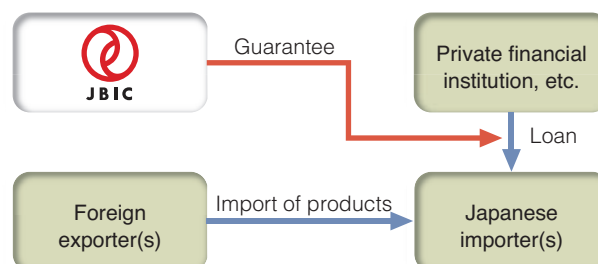 JBIC
Guarantee
Private financial
institution, etc.
Loan
Foreign
exporter(s)
Import of products
Japanese
importer(s)